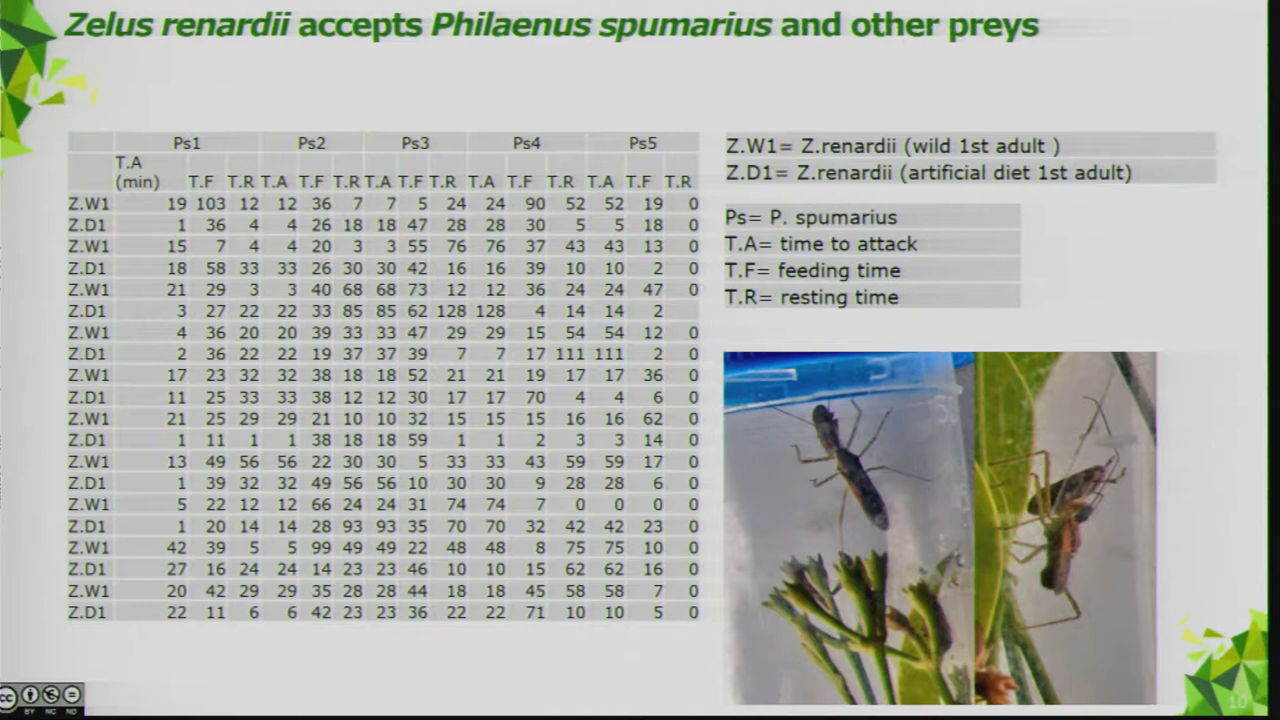 Zelus renardii accepts Philaenus spumarius and other preys
Ps1 Ps2 Ps3 Ps4 Ps5
T.A
(min) T.F T.R T.A T.F T.R T.A T.F T.R T.A T.F T.R T.A T.F T.R
Z.W1 19 103 12 12 36 7 7 5 24 24 90 52 52 19 0
Z.D1 1 36 4 4 26 18 18 47 28 28 30 5 5 18 0
Z.W1 15 7 4 4 20 3 3 55 76 76 37 43 43 13 0
Z.D1 18 58 33 33 26 30 30 42 16 16 39 10 10 2 0
Z.W1 21 29 3 3 40 68 68 73 12 12 36 24 24 47 0
Z.D1 3 27 22 22 33 85 85 62 128 128 4 14 14 2
Z.W1 4 36 20 20 39 33 33 47 29 29 15 54 54 12 0
Z.D1 2 36 22 22 19 37 37 39 7 7 17 111 111 2 0
Z.W1 17 23 32 32 38 18 18 52 21 21 19 17 17 36 0
Z.D1 11 25 33 33 38 12 12 30 17 17 70 4 4 6 0
Z.W1 21 25 29 29 21 10 10 32 15 15 15 16 16 62 0
Z.D1 1 11 1 1 38 18 18 59 1 1 2 3 3 14 0
Z.W1 13 49 56 56 22 30 30 5 33 33 43 59 59 17 0
Z.D1 1 39 32 32 49 56 56 10 30 30 9 28 28 6 0
Z.W1 5 22 12 12 66 24 24 31 74 74 7 0 0 0 0
Z.D1 1 20 14 14 28 93 93 35 70 70 32 42 42 23 0
Z.W1 42 39 5 5 99 49 49 22 48 48 8 75 75 10 0
Z.D1 27 16 24 24 14 23 23 46 10 10 15 62 62 16 0
Z.W1 20 42 29 29 35 28 28 44 18 18 45 58 58 7 0
Z.D1 22 11 6 6 42 23 23 36 22 22 71 10 10 5 0
Z.W1= Z.renardii (wild 1st adult )
Z.D1= Z.renardii (artificial diet 1st adult)
Ps= P. spumarius
T.A= time to attack
T.F= feeding time
T.R= resting time
cc BY NC ND
10